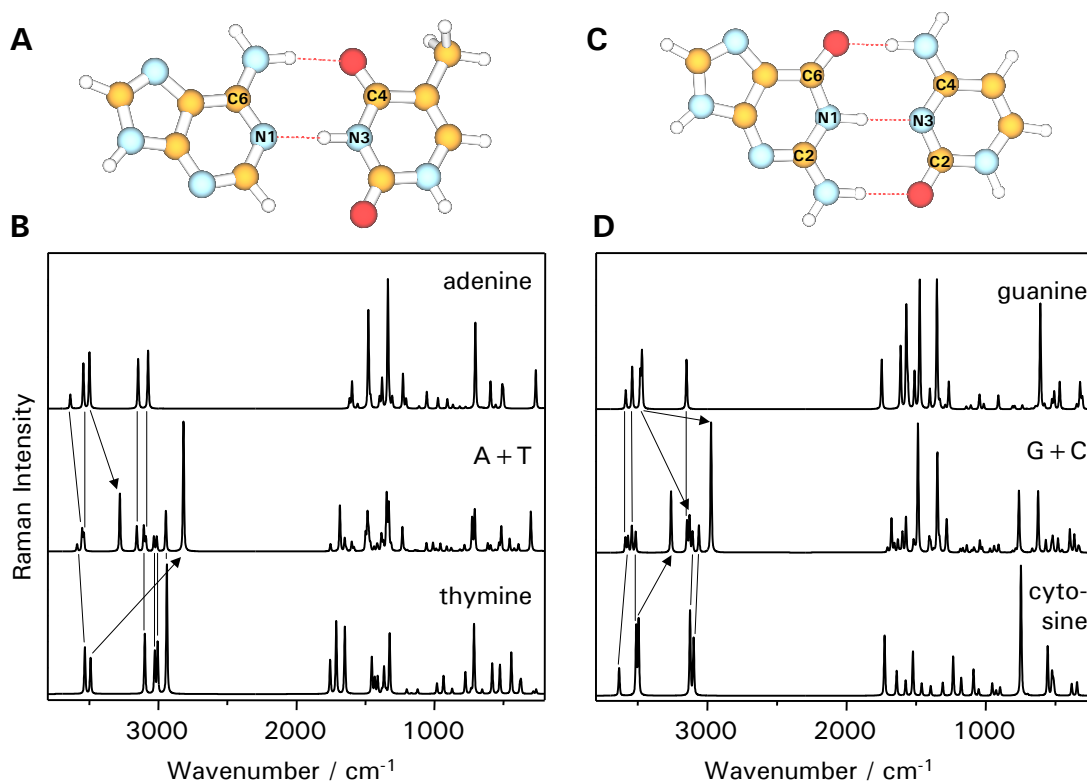 A
C6
C4
N1
N3
C
C6
C4
N1
N3
C2
C2
B
adenine
A + T
thymine
Raman Intensity
3000
2000
1000
Wavenumber / cm-1
D
guanine
G + C
cyto-
sine
3000
2000
1000
Wavenumber / cm-1